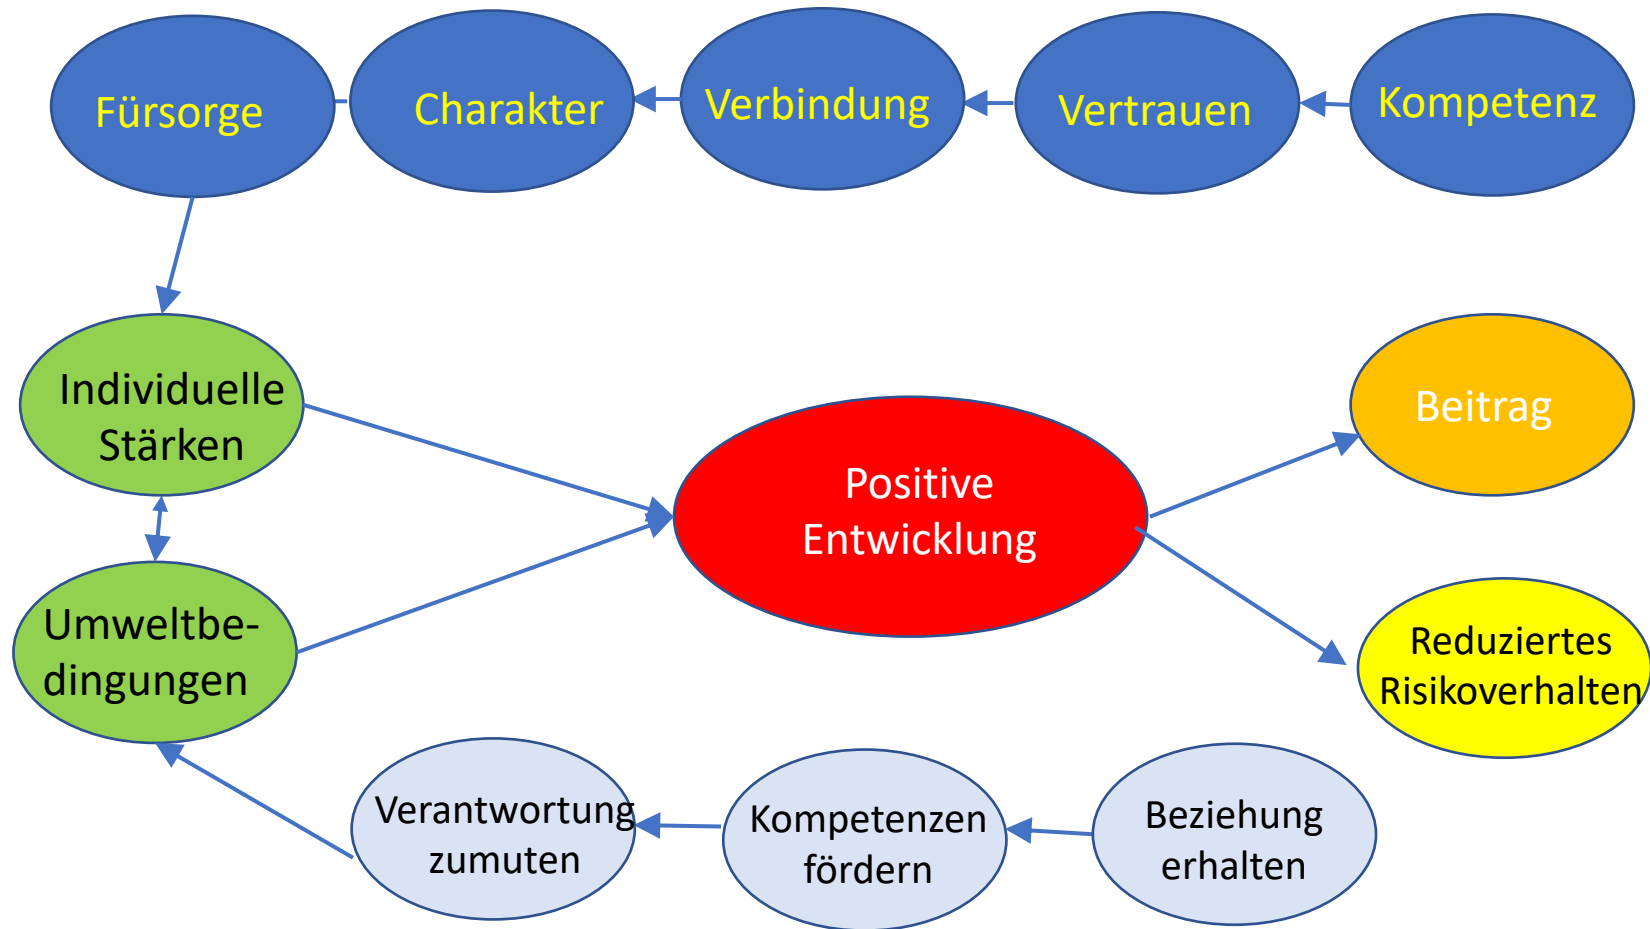 Fürsorge
Charakter
Verbindung
Vertrauen
Kompetenz
Individuelle
Stärken
Beitrag
Positive
Entwicklung
Umweltbe-
dingungen
Reduziertes
Risikoverhalten
Verantwortung
zumuten
Kompetenzen
fördern
Beziehung
erhalten